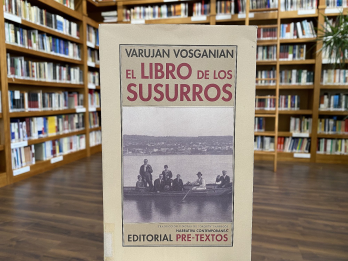 VARUJAN VOSGANIAN
EL LIBRO DE LOS
SUSURROS
NARRATIVA CONTEMPORÁNEA
EDITORIAL PRE-TEXTOS